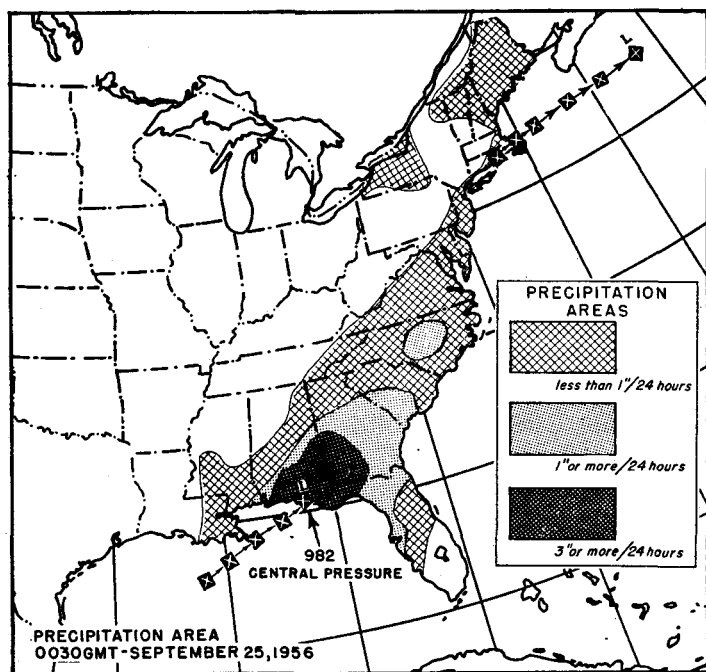 L
PRECIPITATION
AREAS
less than 1"/24 hours
1" or more/24 hours
3" or more/24 hours
L
982
CENTRAL PRESSURE
PRECIPITATION AREA
0030GMT-SEPTEMBER 25, 1956